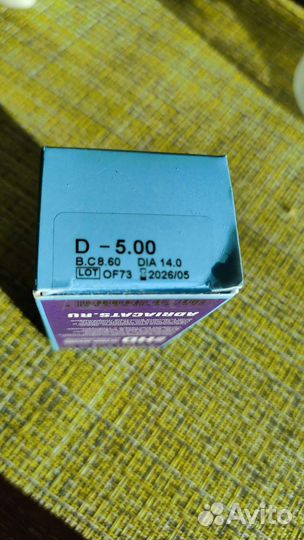 D -5.00
B.C 8.60 DIA 14.0
LOT OF73 2026/05
ADRIACATS.RU
Avito